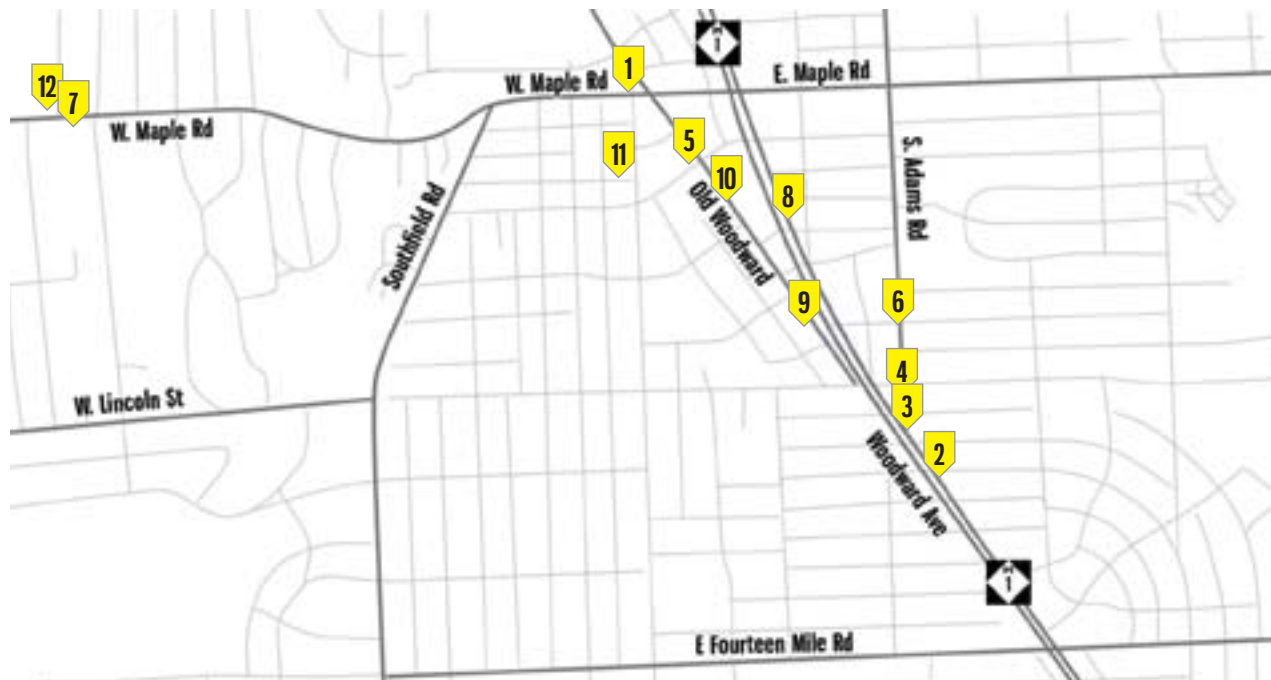 M
1
12
7
W. Maple Rd
W. Maple Rd
1
E. Maple Rd
5
11
10
8
Old Woodward
S. Adams Rd
Southfield Rd
9
6
4
3
2
W. Lincoln St
Woodward Ave
M
1
E Fourteen Mile Rd